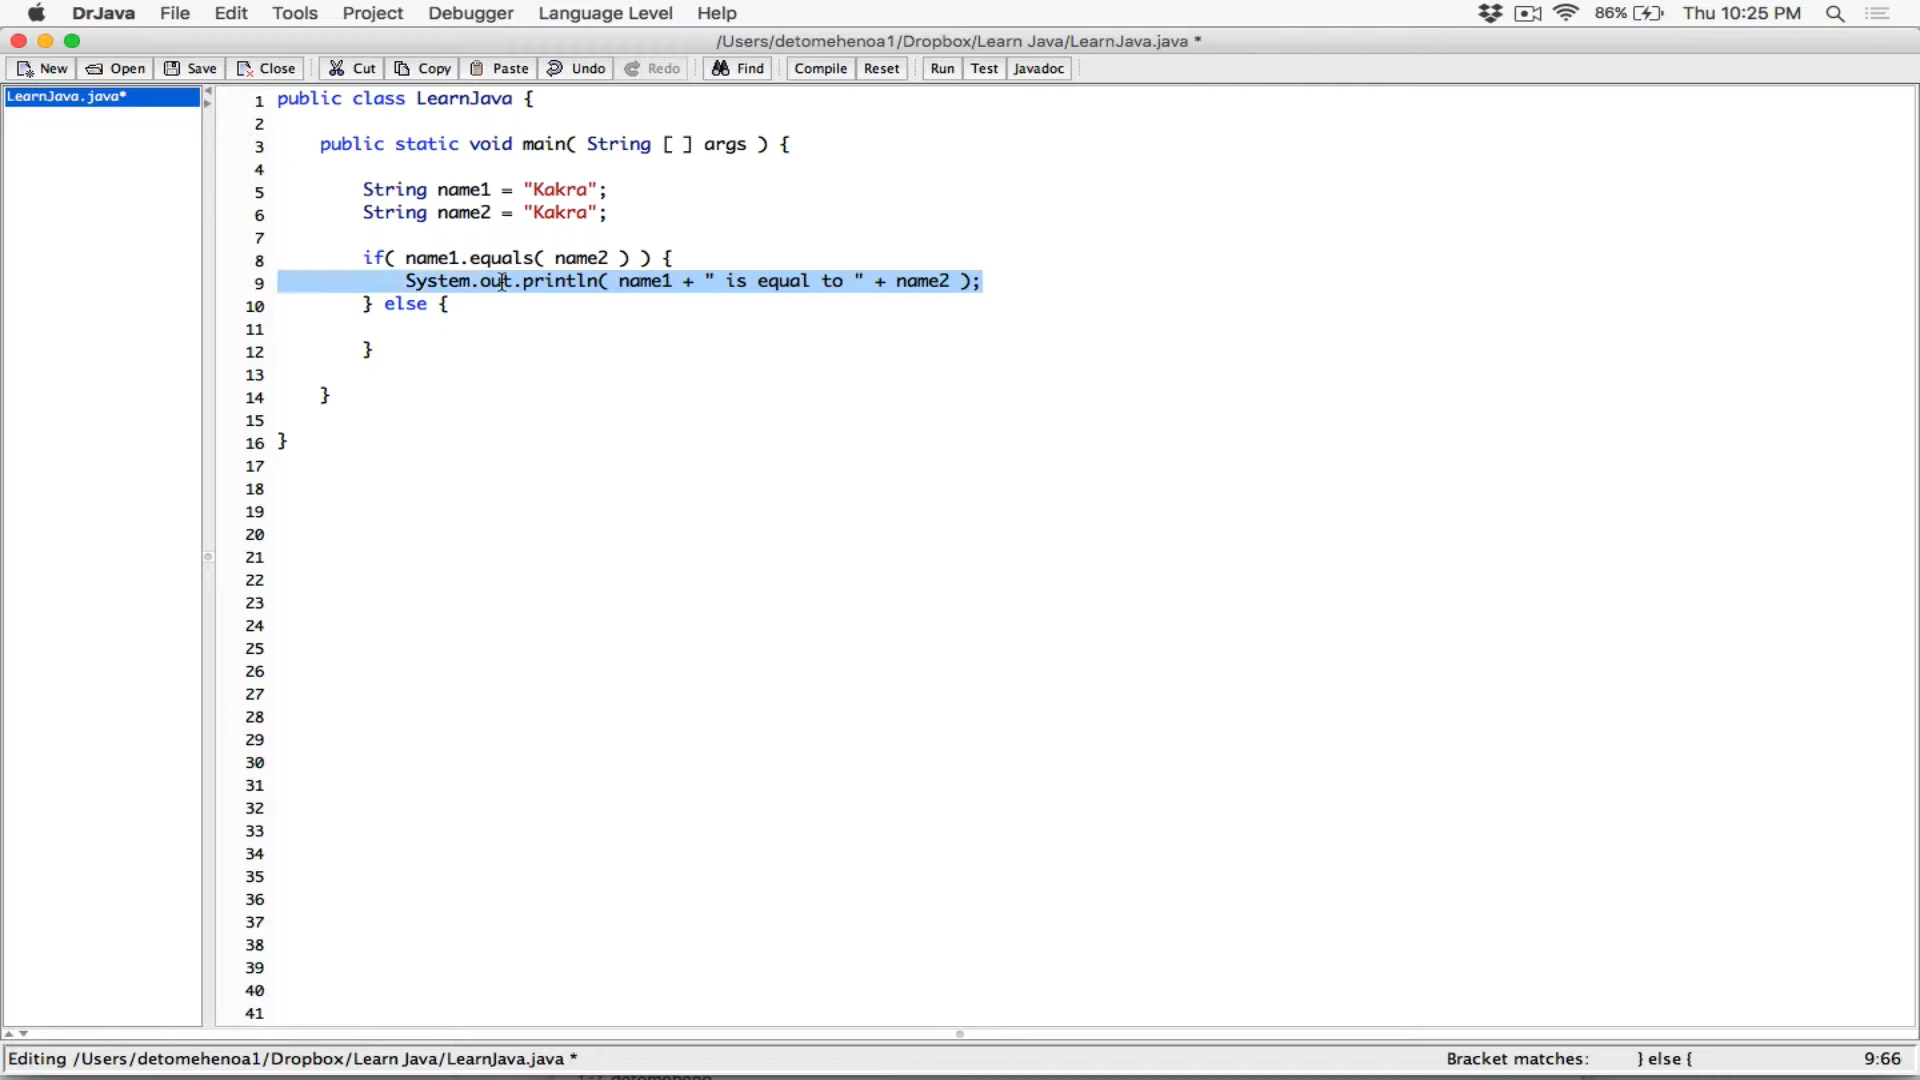 DrJava File Edit Tools Project Debugger Language Level Help 86% Thu 10:25 PM
/Users/detomehenoa1/Dropbox/Learn Java/LearnJava.java *
New Open Save Close Cut Copy Paste Undo Redo Find Compile Reset Run Test Javadoc
LearnJava.java*
1 public class LearnJava {
2
3 public static void main( String [ ] args ) {
4
5 String name1 = "Kakra";
6 String name2 = "Kakra";
7
8 if( name1.equals( name2 ) ) {
9 System.out.println( name1 + " is equal to " + name2 );
10 } else {
11
12 }
13
14 }
15
16 }
17
18
19
20
21
22
23
24
25
26
27
28
29
30
31
32
33
34
35
36
37
38
39
40
41
Editing /Users/detomehenoa1/Dropbox/Learn Java/LearnJava.java * Bracket matches: } else { 9:66